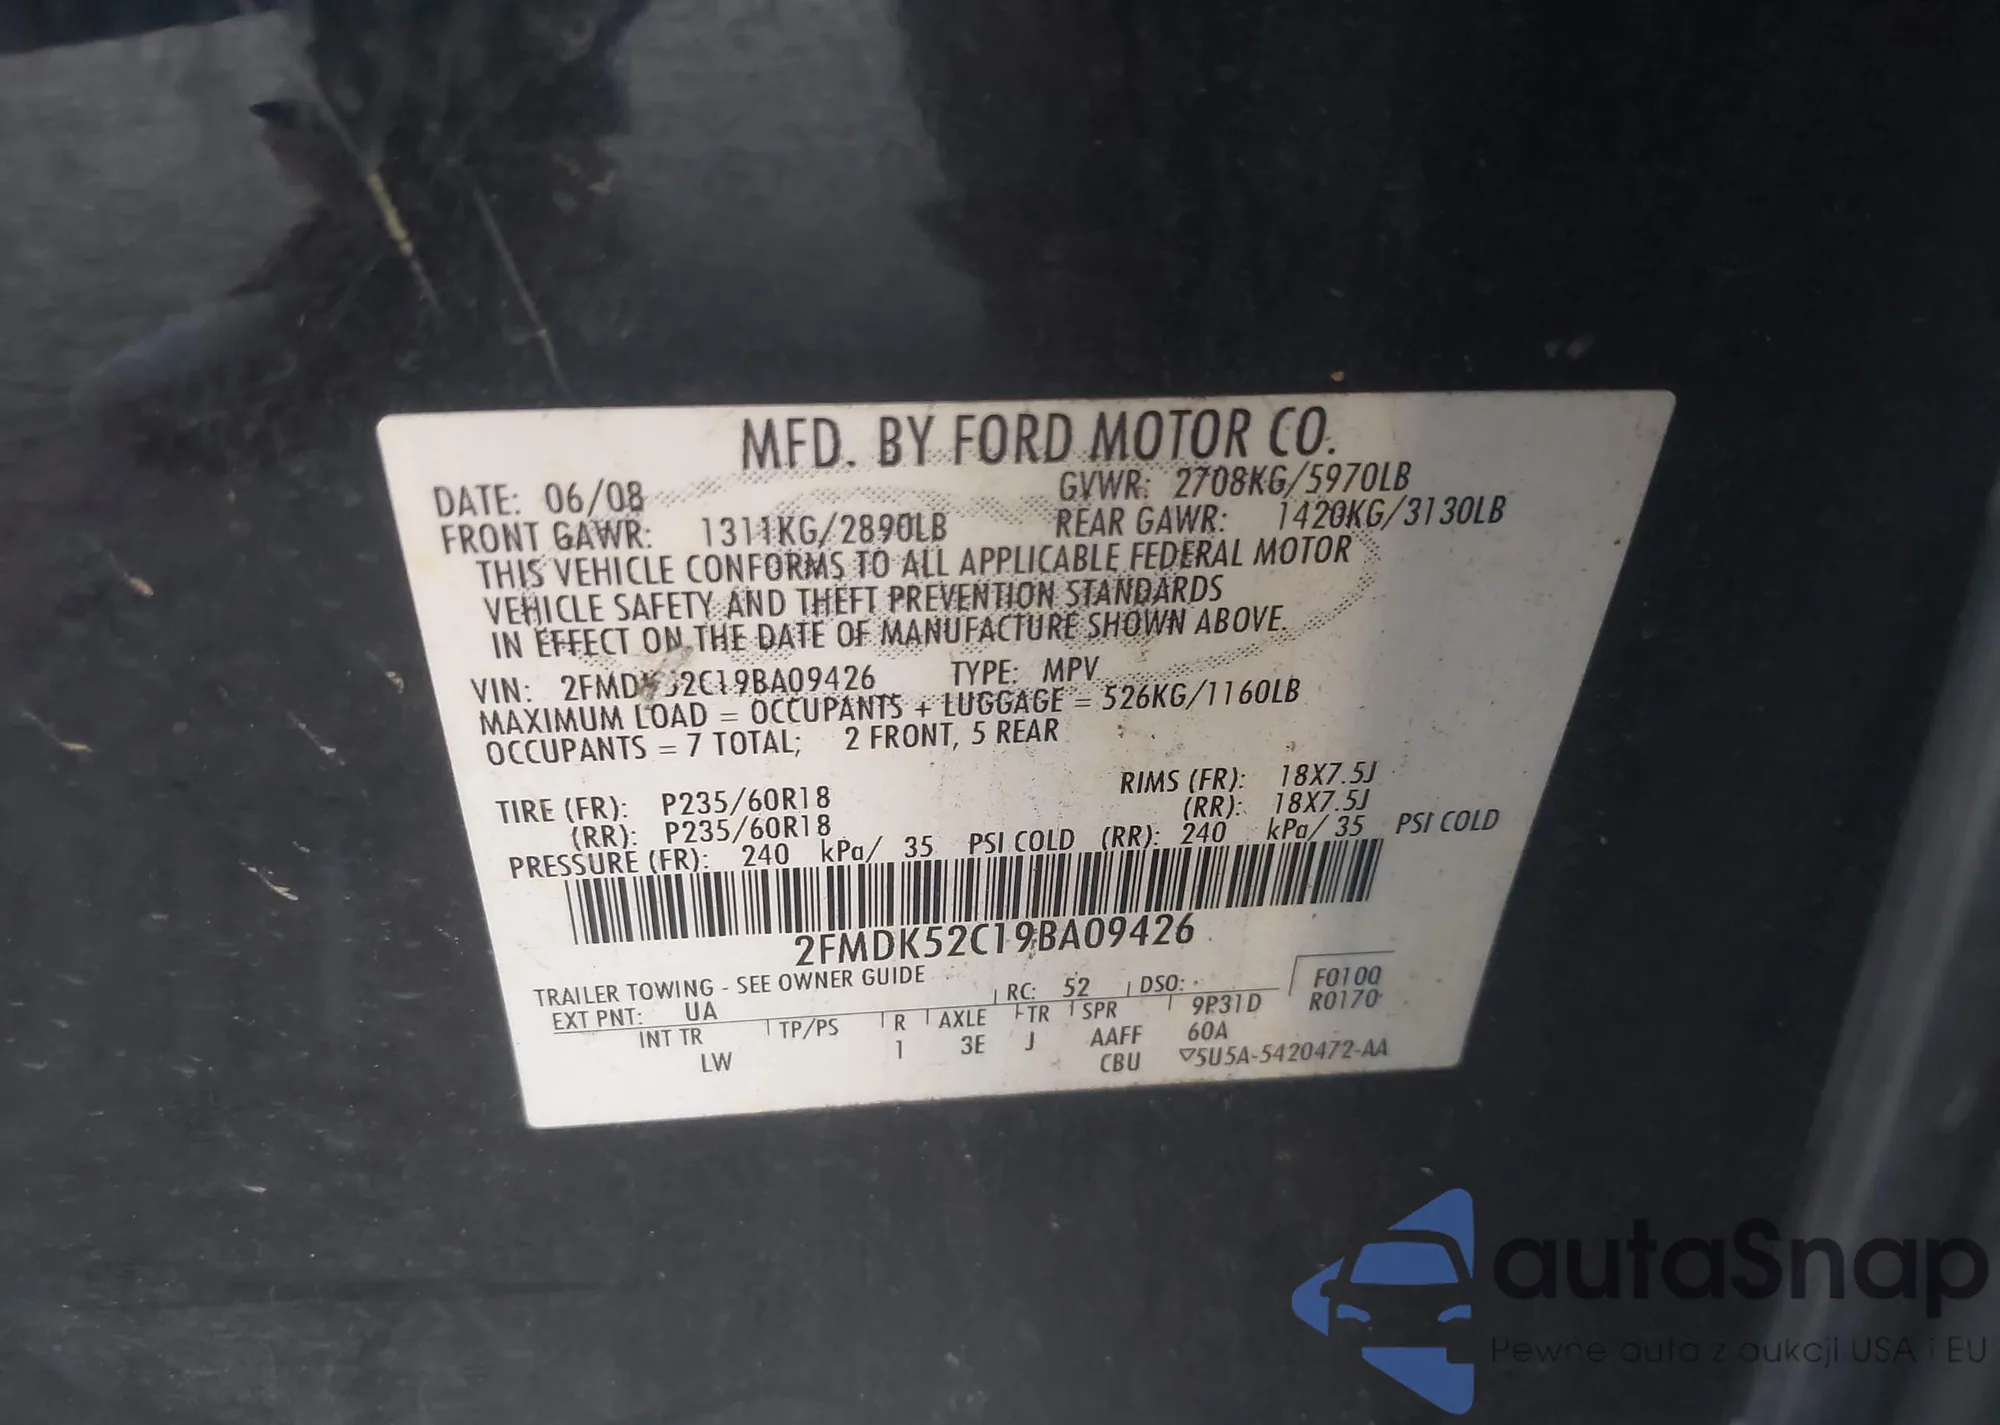 MFD. BY FORD MOTOR CO.
DATE: 06/08 GVWR: 2708KG/5970LB
FRONT GAWR: 1311KG/2890LB REAR GAWR: 1420KG/3130LB
THIS VEHICLE CONFORMS TO ALL APPLICABLE FEDERAL MOTOR
VEHICLE SAFETY AND THEFT PREVENTION STANDARDS
IN EFFECT ON THE DATE OF MANUFACTURE SHOWN ABOVE.
VIN: 2FMDK52C19BA09426 TYPE: MPV
MAXIMUM LOAD = OCCUPANTS + LUGGAGE = 526KG/1160LB
OCCUPANTS = 7 TOTAL; 2 FRONT, 5 REAR
TIRE (FR): P235/60R18 RIMS (FR): 18X7.5J
(RR): P235/60R18 (RR): 18X7.5J
PRESSURE (FR): 240 kPa/ 35 PSI COLD (RR): 240 kPa/ 35 PSI COLD
2FMDK52C19BA09426
TRAILER TOWING - SEE OWNER GUIDE
EXT PNT: UA RC: 52 DSO: F0100
INT TR TP/PS R AXLE TR SPR 9P31D R0170
LW 1 3E J AAFF 60A
CBU ▽5U5A-5420472-AA
autaSnap
Pewne auta z aukcji USA i EU